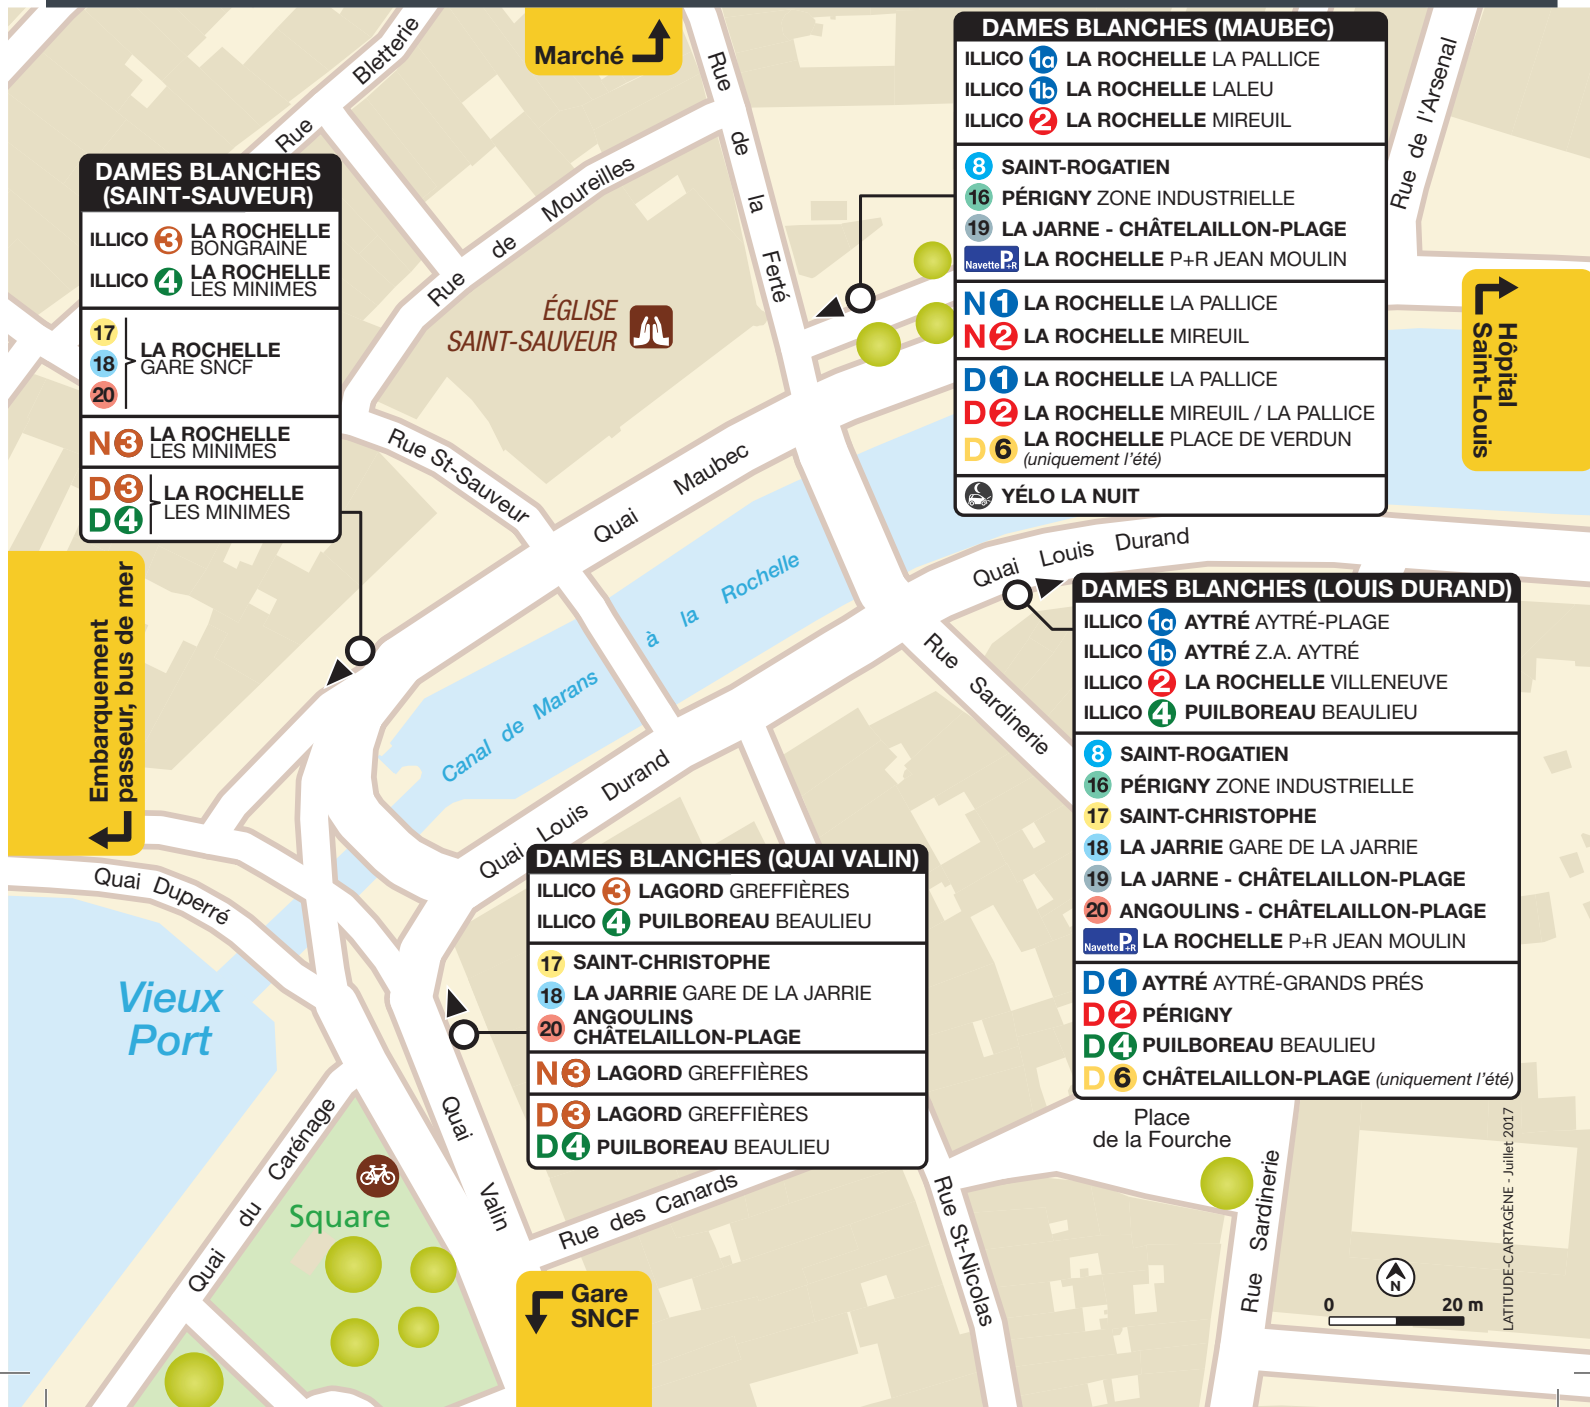 Marché
Rue Bletterie
Rue de la Ferté
Rue de Moureilles
Rue de l'Arsenal
DAMES BLANCHES (MAUBEC)
ILLICO 1a LA ROCHELLE LA PALLICE
ILLICO 1b LA ROCHELLE LALEU
ILLICO 2 LA ROCHELLE MIREUIL
8 SAINT-ROGATIEN
16 PÉRIGNY ZONE INDUSTRIELLE
19 LA JARNE - CHÂTELAILLON-PLAGE
Navette P+R LA ROCHELLE P+R JEAN MOULIN
N1 LA ROCHELLE LA PALLICE
N2 LA ROCHELLE MIREUIL
D1 LA ROCHELLE LA PALLICE
D2 LA ROCHELLE MIREUIL / LA PALLICE
D6 LA ROCHELLE PLACE DE VERDUN
(uniquement l'été)
YÉLO LA NUIT
DAMES BLANCHES
(SAINT-SAUVEUR)
ILLICO 3 LA ROCHELLE
BONGRAINE
ILLICO 4 LA ROCHELLE
LES MINIMES
17
18
20
LA ROCHELLE
GARE SNCF
N3 LA ROCHELLE
LES MINIMES
D3
D4
LA ROCHELLE
LES MINIMES
ÉGLISE
SAINT-SAUVEUR
Hôpital
Saint-Louis
Rue St-Sauveur
Quai Maubec
Quai Louis Durand
Canal de Marans à la Rochelle
Embarquement
passeur, bus de mer
DAMES BLANCHES (LOUIS DURAND)
ILLICO 1a AYTRÉ AYTRÉ-PLAGE
ILLICO 1b AYTRÉ Z.A. AYTRÉ
ILLICO 2 LA ROCHELLE VILLENEUVE
ILLICO 4 PUILBOREAU BEAULIEU
8 SAINT-ROGATIEN
16 PÉRIGNY ZONE INDUSTRIELLE
17 SAINT-CHRISTOPHE
18 LA JARRIE GARE DE LA JARRIE
19 LA JARNE - CHÂTELAILLON-PLAGE
20 ANGOULINS - CHÂTELAILLON-PLAGE
Navette P+R LA ROCHELLE P+R JEAN MOULIN
D1 AYTRÉ AYTRÉ-GRANDS PRÉS
D2 PÉRIGNY
D4 PUILBOREAU BEAULIEU
D6 CHÂTELAILLON-PLAGE (uniquement l'été)
Rue Sardinerie
Quai Louis Durand
Quai Duperré
DAMES BLANCHES (QUAI VALIN)
ILLICO 3 LAGORD GREFFIÈRES
ILLICO 4 PUILBOREAU BEAULIEU
17 SAINT-CHRISTOPHE
18 LA JARRIE GARE DE LA JARRIE
20 ANGOULINS
CHÂTELAILLON-PLAGE
N3 LAGORD GREFFIÈRES
D3 LAGORD GREFFIÈRES
D4 PUILBOREAU BEAULIEU
Vieux
Port
Quai du Carénage
Square
Quai Valin
Rue des Canards
Rue St-Nicolas
Place
de la Fourche
Rue Sardinerie
Gare
SNCF
N
0 20 m
LATITUDE-CARTAGÈNE - Juillet 2017